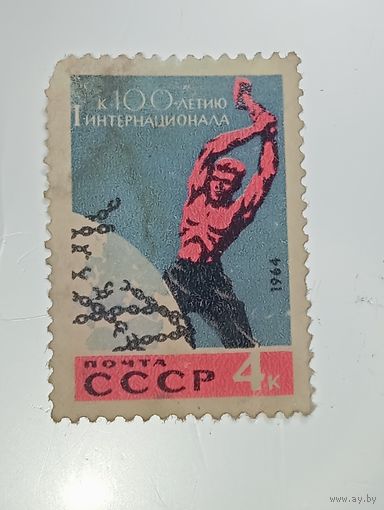 К 100-ЛЕТИЮ
I ИНТЕРНАЦИОНАЛА
1964
ПОЧТА
СССР 4К
www.ay.by